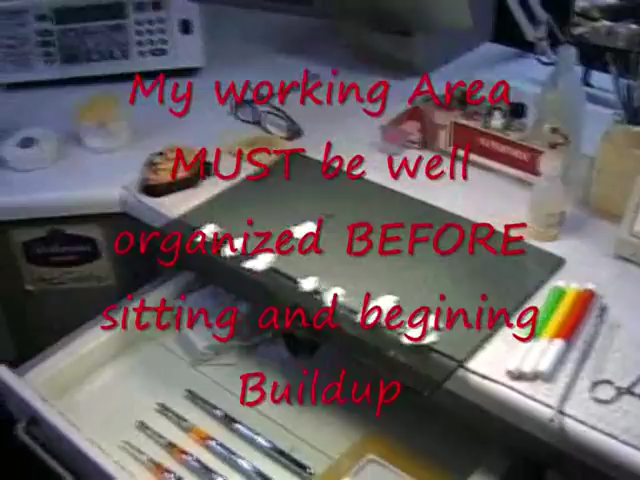 My working Area
MUST be well
organized BEFORE
sitting and begining
Buildup